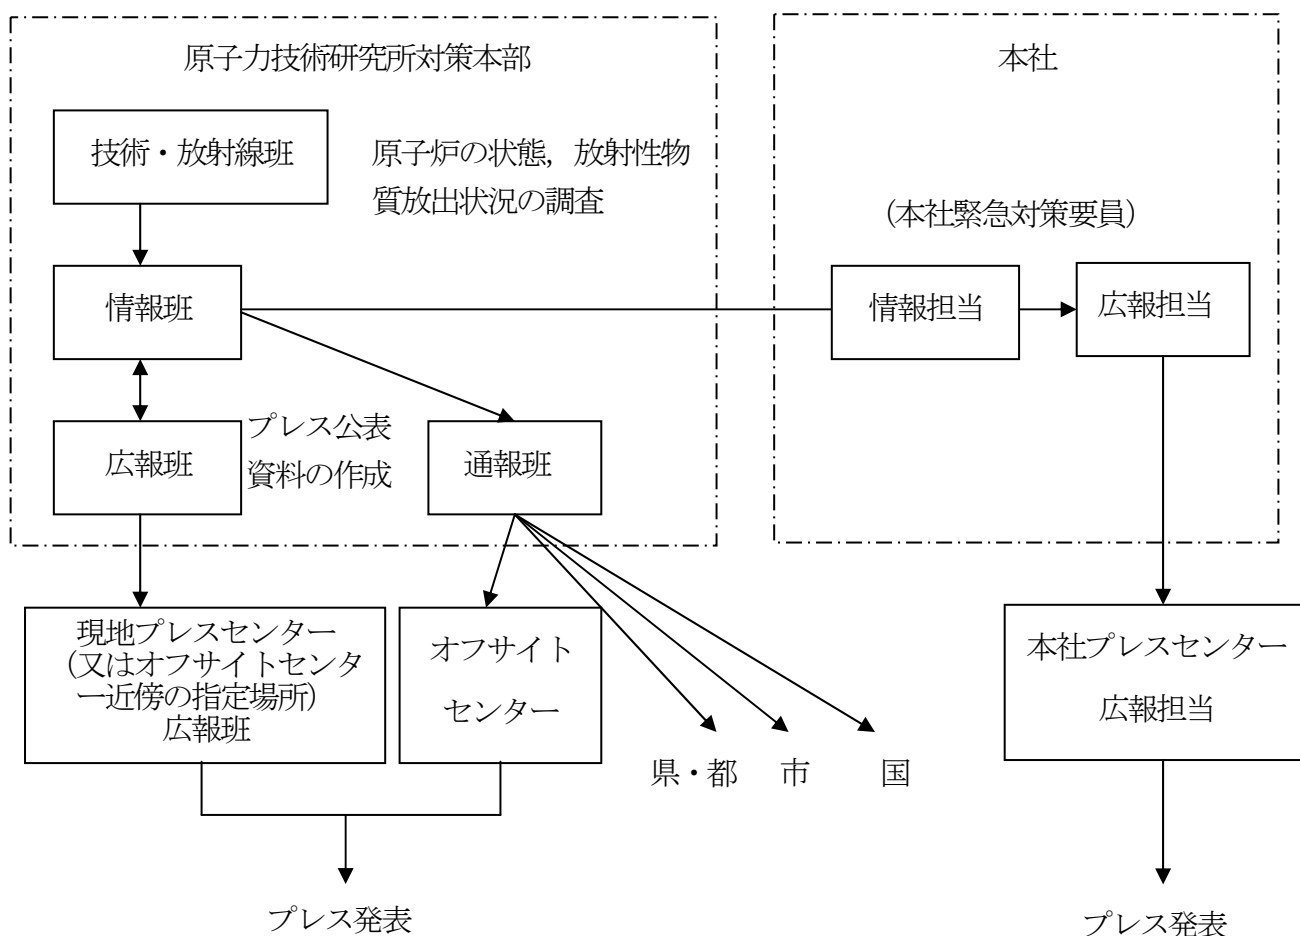 原子力技術研究所対策本部
本社
技術・放射線班
原子炉の状態，放射性物
質放出状況の調査
（本社緊急対策要員）
情報班
情報担当
広報担当
プレス公表
資料の作成
広報班
通報班
現地プレスセンター
（又はオフサイトセンタ
ー近傍の指定場所）
広報班
オフサイト
センター
本社プレスセンター
広報担当
県・都
市
国
プレス発表
プレス発表